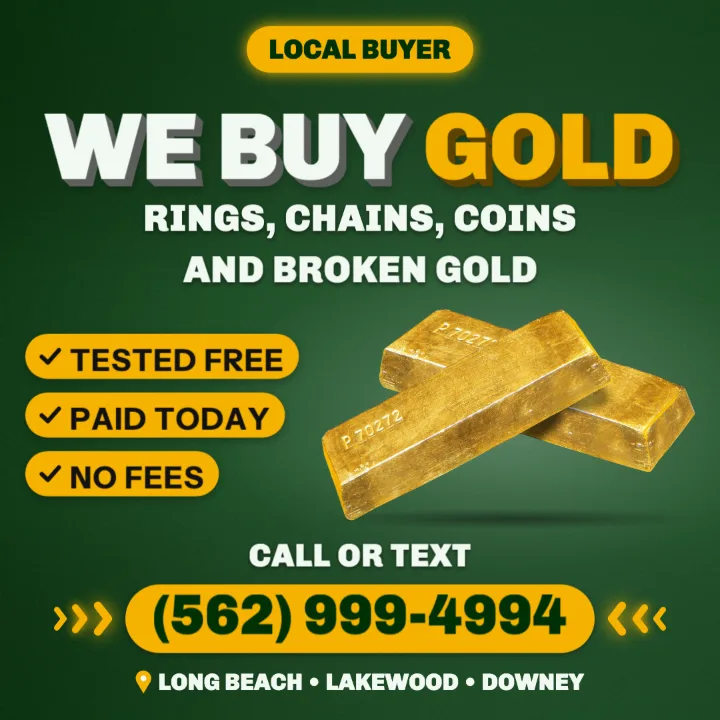 LOCAL BUYER
WE BUY GOLD
RINGS, CHAINS, COINS
AND BROKEN GOLD
P 7027
P 70272
✓ TESTED FREE
✓ PAID TODAY
✓ NO FEES
CALL OR TEXT
(562) 999-4994
LONG BEACH • LAKEWOOD • DOWNEY